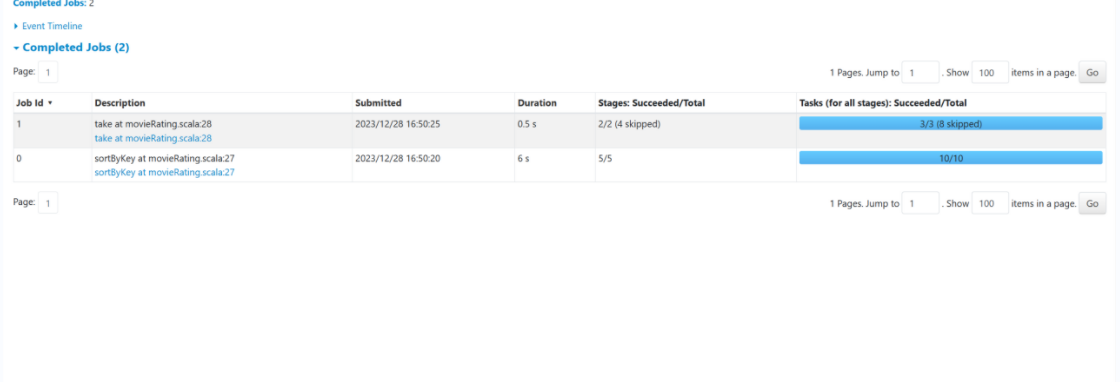 Completed Jobs: 2
Event Timeline
Completed Jobs (2)
Page: 1 1 Pages. Jump to 1 . Show 100 items in a page. Go
Job Id ▾ Description Submitted Duration Stages: Succeeded/Total Tasks (for all stages): Succeeded/Total
1 take at movieRating.scala:28 2023/12/28 16:50:25 0.5 s 2/2 (4 skipped) 3/3 (8 skipped)
take at movieRating.scala:28
0 sortByKey at movieRating.scala:27 2023/12/28 16:50:20 6 s 5/5 10/10
sortByKey at movieRating.scala:27
Page: 1 1 Pages. Jump to 1 . Show 100 items in a page. Go